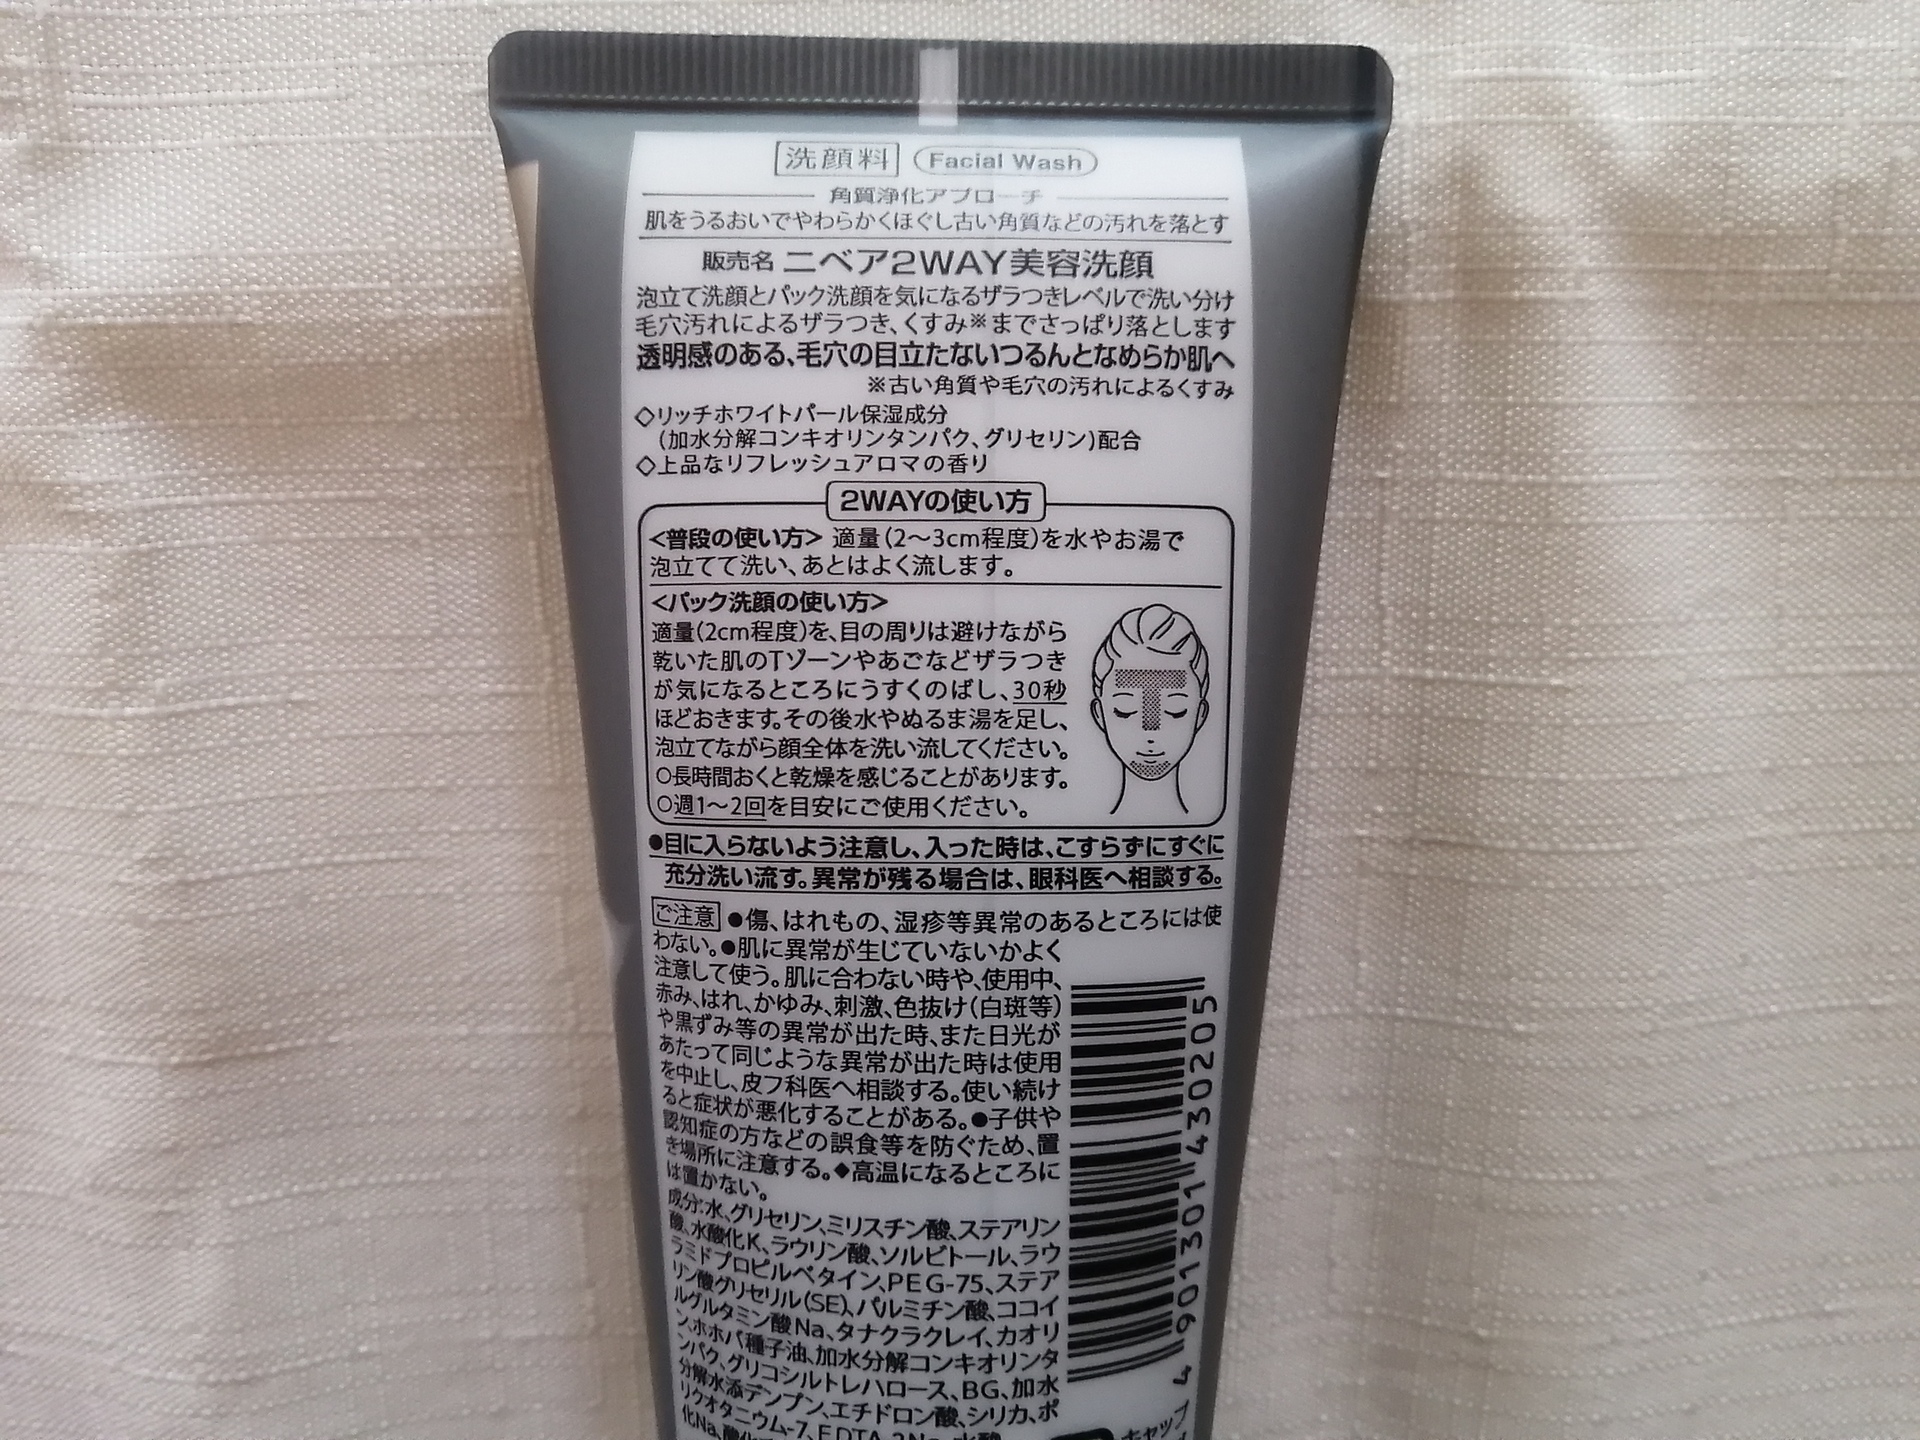 洗顔料 Facial Wash
角質浄化アプローチ
肌をうるおいでやわらかくほぐし古い角質などの汚れを落とす
販売名 ニベア2WAY美容洗顔
泡立て洗顔とパック洗顔を気になるザラつきレベルで洗い分け
毛穴汚れによるザラつき、くすみ※までさっぱり落とします
透明感のある、毛穴の目立たないつるんとなめらか肌へ
※古い角質や毛穴の汚れによるくすみ
◇リッチホワイトパール保湿成分
(加水分解コンキオリンタンパク、グリセリン)配合
◇上品なリフレッシュアロマの香り
2WAYの使い方
<普段の使い方> 適量(2〜3cm程度)を水やお湯で
泡立てて洗い、あとはよく流します。
<パック洗顔の使い方>
適量(2cm程度)を、目の周りは避けながら
乾いた肌のTゾーンやあごなどザラつき
が気になるところにうすくのばし、30秒
ほどおきます。その後水やぬるま湯を足し、
泡立てながら顔全体を洗い流してください。
○長時間おくと乾燥を感じることがあります。
○週1〜2回を目安にご使用ください。
●目に入らないよう注意し、入った時は、こすらずにすぐに
充分洗い流す。異常が残る場合は、眼科医へ相談する。
ご注意 ●傷、はれもの、湿疹等異常のあるところには使
わない。●肌に異常が生じていないかよく
注意して使う。肌に合わない時や、使用中、
赤み、はれ、かゆみ、刺激、色抜け(白斑等)
や黒ずみ等の異常が出た時、また日光が
あたって同じような異常が出た時は使用
を中止し、皮フ科医へ相談する。使い続け
ると症状が悪化することがある。●子供や
認知症の方などの誤食等を防ぐため、置
き場所に注意する。◆高温になるところに
は置かない。
成分:水、グリセリン、ミリスチン酸、ステアリン
酸、水酸化K、ラウリン酸、ソルビトール、ラウ
ラミドプロピルベタイン、PEG-75、ステア
リン酸グリセリル(SE)、パルミチン酸、ココイ
ルグルタミン酸Na、タナクラクレイ、カオリ
ン、ホホバ種子油、加水分解コンキオリンタ
ンパク、グリコシルトレハロース、BG、加水
分解水添デンプン、エチドロン酸、シリカ、ポ
リクオタニウム-7、EDTA-2Na、水酸
化Na、酸化
4 901301 430205
キャップ